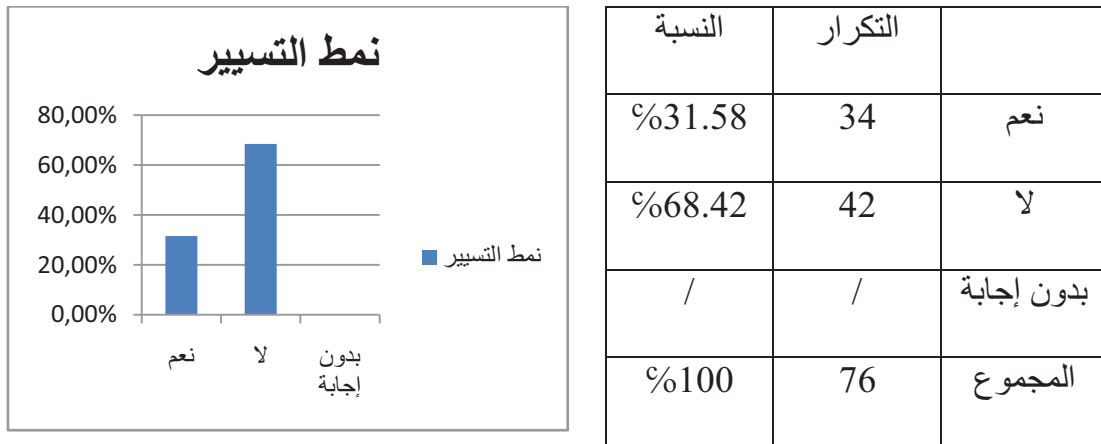 نمط التسيير
80,00%
60,00%
40,00%
20,00%
0,00%
نعم
لا
بدون
إجابة
نمط التسيير
التكرار النسبة
نعم 34 %31.58
لا 42 %68.42
بدون إجابة / /
المجموع 76 %100